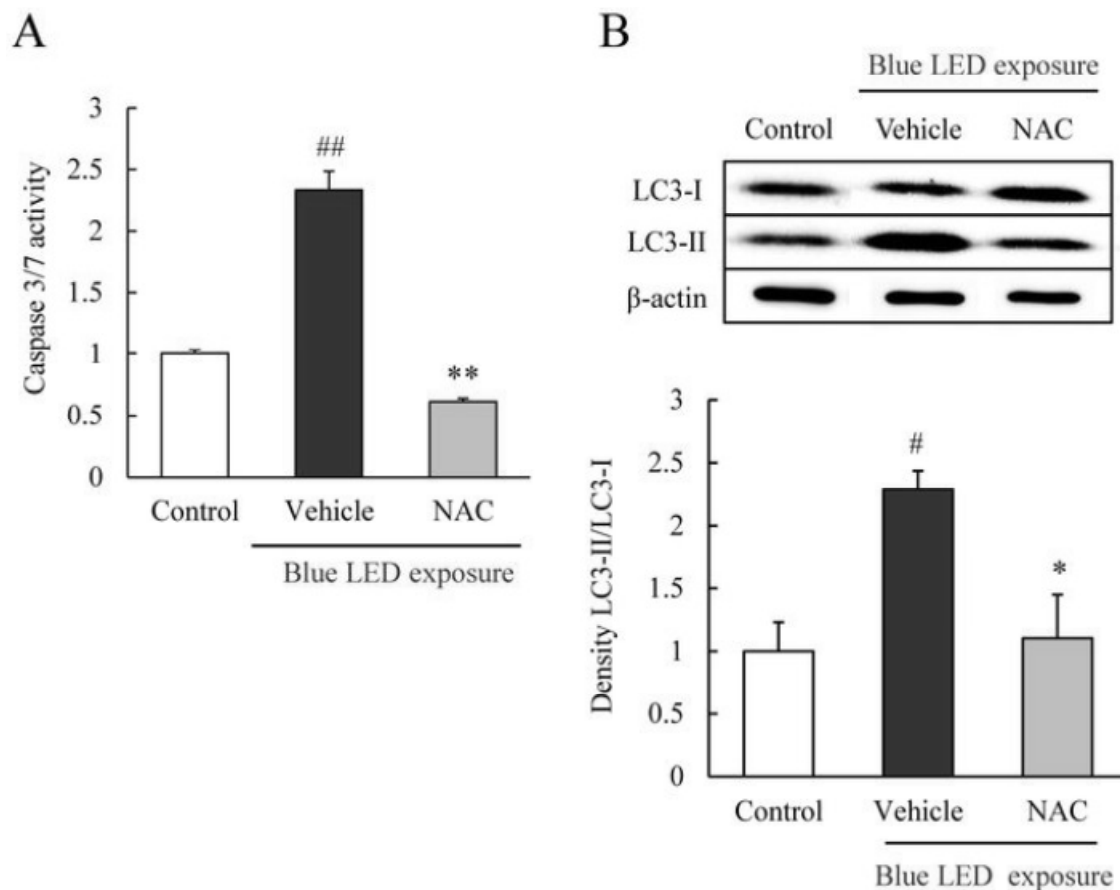 A
Caspase 3/7 activity
3
2.5
2
1.5
1
0.5
0
##
**
Control Vehicle NAC
Blue LED exposure
B
Blue LED exposure
Control Vehicle NAC
LC3-I
LC3-II
β-actin
Density LC3-II/LC3-I
3
2.5
2
1.5
1
0.5
0
#
*
Control Vehicle NAC
Blue LED exposure